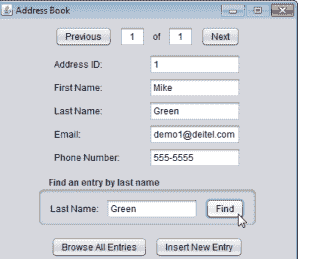 Address Book
Previous 1 of 1 Next
Address ID: 1
First Name: Mike
Last Name: Green
Email: demo1@deitel.com
Phone Number: 555-5555
Find an entry by last name
Last Name: Green Find
Browse All Entries Insert New Entry